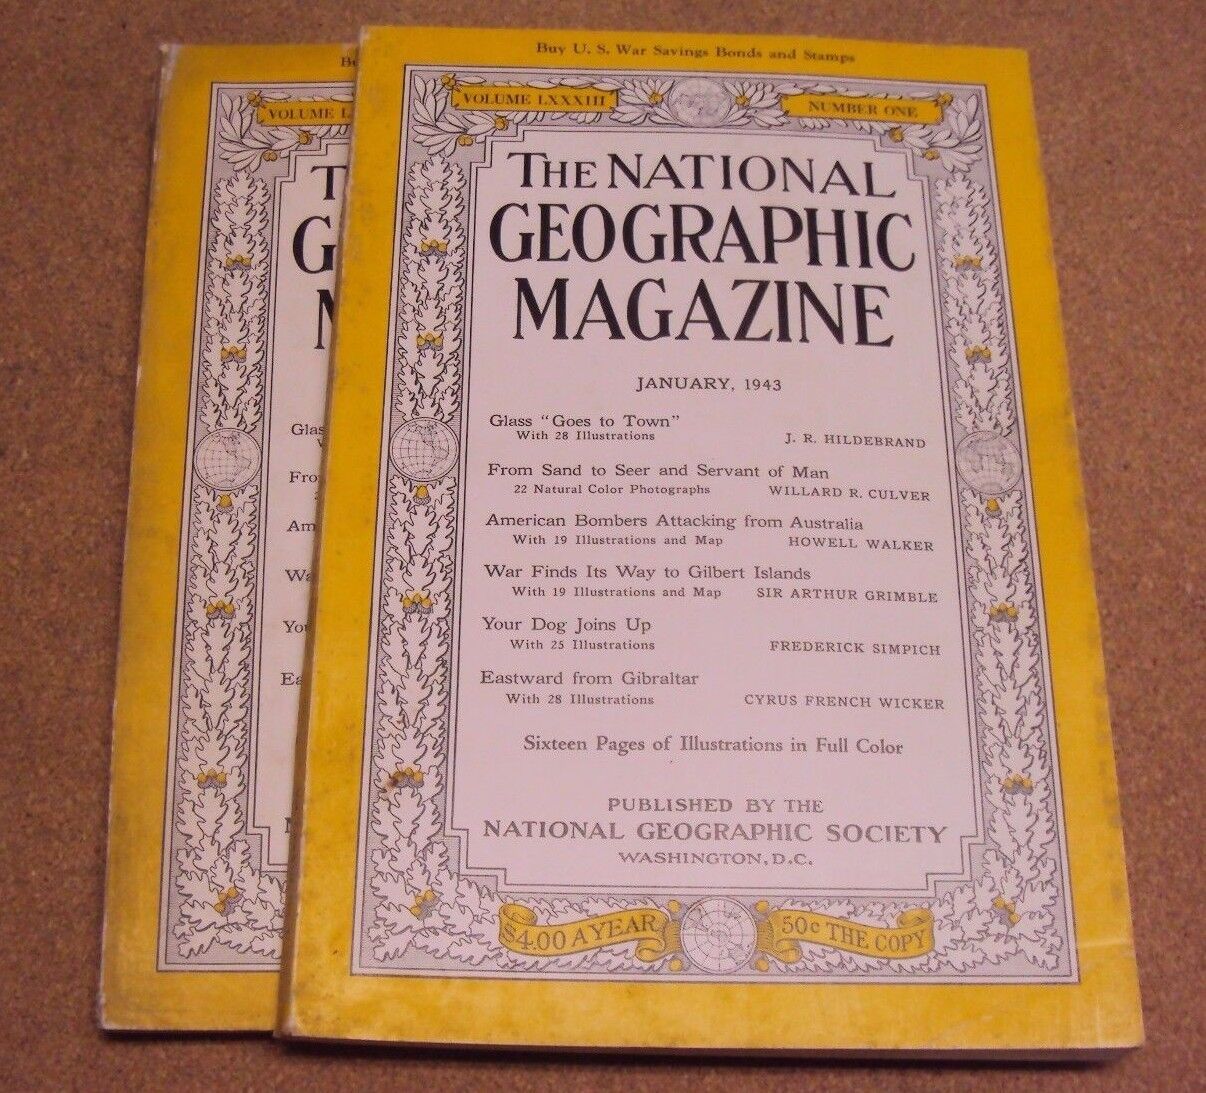 Buy U. S. War Savings Bonds and Stamps
VOLUME LXXXIII
NUMBER ONE
THE NATIONAL
GEOGRAPHIC
MAGAZINE
JANUARY, 1943
Glass "Goes to Town"
With 28 Illustrations J. R. HILDEBRAND
From Sand to Seer and Servant of Man
22 Natural Color Photographs WILLARD R. CULVER
American Bombers Attacking from Australia
With 19 Illustrations and Map HOWELL WALKER
War Finds Its Way to Gilbert Islands
With 19 Illustrations and Map SIR ARTHUR GRIMBLE
Your Dog Joins Up
With 25 Illustrations FREDERICK SIMPICH
Eastward from Gibraltar
With 28 Illustrations CYRUS FRENCH WICKER
Sixteen Pages of Illustrations in Full Color
PUBLISHED BY THE
NATIONAL GEOGRAPHIC SOCIETY
WASHINGTON, D.C.
$4.00 A YEAR
50c THE COPY
VOLUME L